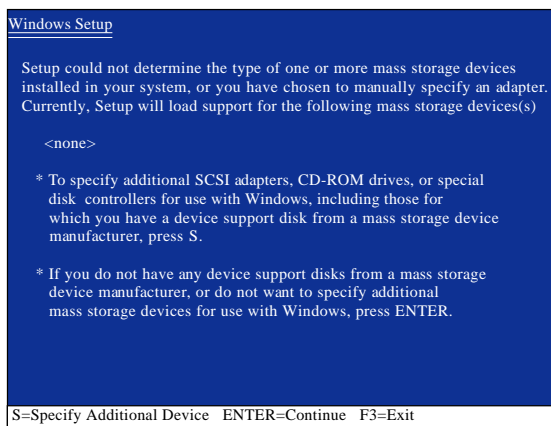 Windows Setup
Setup could not determine the type of one or more mass storage devices
installed in your system, or you have chosen to manually specify an adapter.
Currently, Setup will load support for the following mass storage devices(s)
<none>
* To specify additional SCSI adapters, CD-ROM drives, or special
disk controllers for use with Windows, including those for
which you have a device support disk from a mass storage device
manufacturer, press S.
* If you do not have any device support disks from a mass storage
device manufacturer, or do not want to specify additional
mass storage devices for use with Windows, press ENTER.
S=Specify Additional Device ENTER=Continue F3=Exit